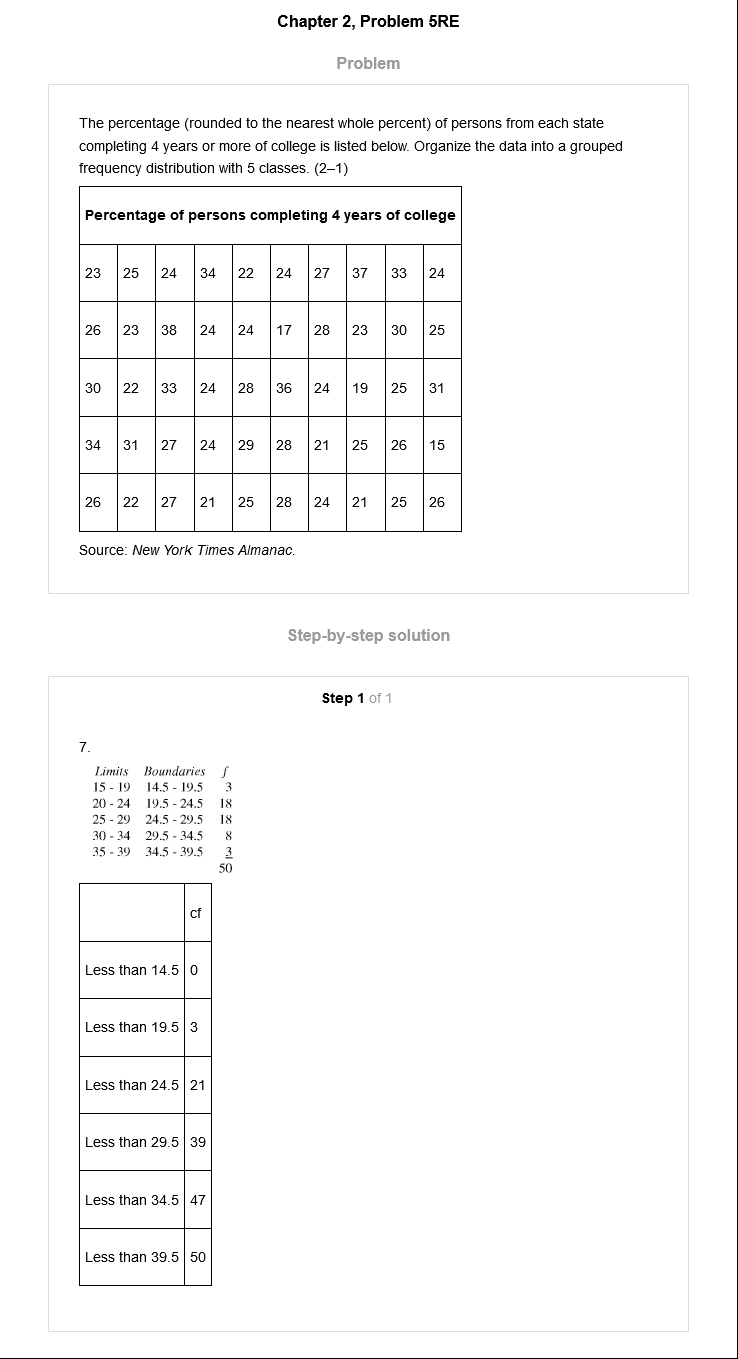 Chapter 2, Problem 5RE
Problem
The percentage (rounded to the nearest whole percent) of persons from each state
completing 4 years or more of college is listed below. Organize the data into a grouped
frequency distribution with 5 classes. (2–1)
Percentage of persons completing 4 years of college
23 25 24 34 22 24 27 37 33 24
26 23 38 24 24 17 28 23 30 25
30 22 33 24 28 36 24 19 25 31
34 31 27 24 29 28 21 25 26 15
26 22 27 21 25 28 24 21 25 26
Source: New York Times Almanac.
Step-by-step solution
Step 1 of 1
7.
Limits Boundaries f
15 - 19 14.5 - 19.5 3
20 - 24 19.5 - 24.5 18
25 - 29 24.5 - 29.5 18
30 - 34 29.5 - 34.5 8
35 - 39 34.5 - 39.5 3
50
cf
Less than 14.5 0
Less than 19.5 3
Less than 24.5 21
Less than 29.5 39
Less than 34.5 47
Less than 39.5 50